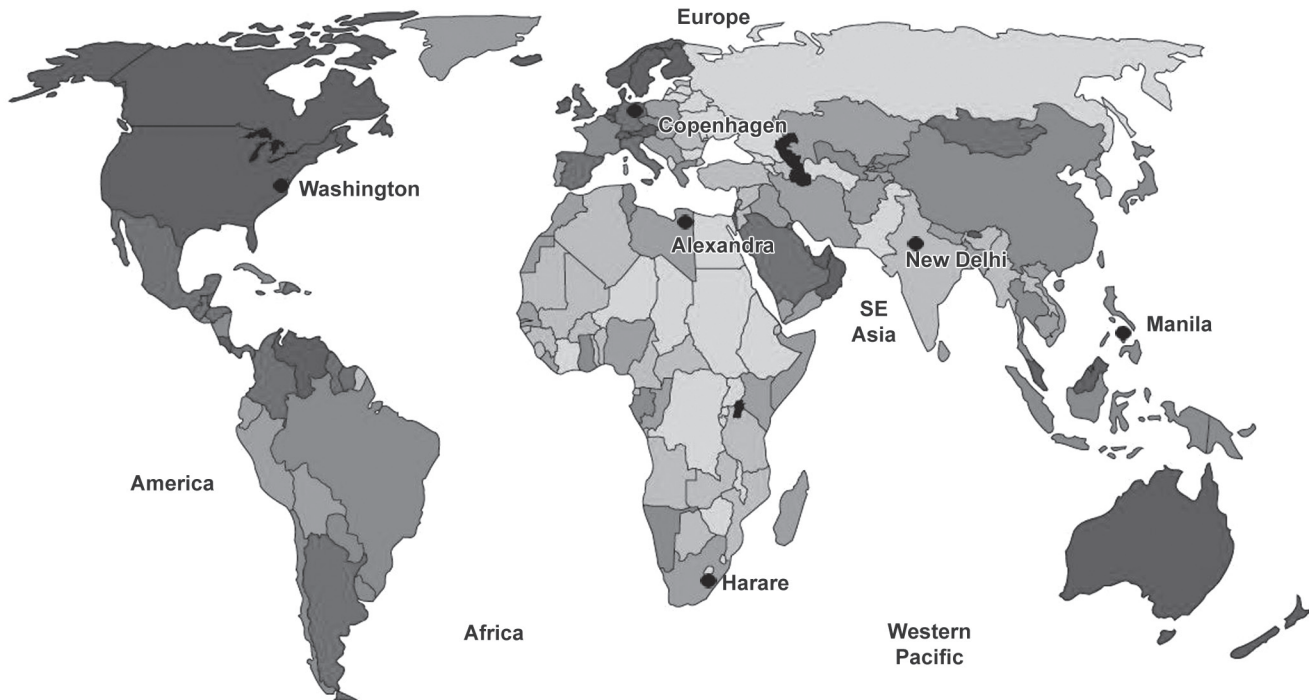 Europe
Copenhagen
Washington
Alexandra
New Delhi
SE
Asia
Manila
America
Harare
Africa
Western
Pacific